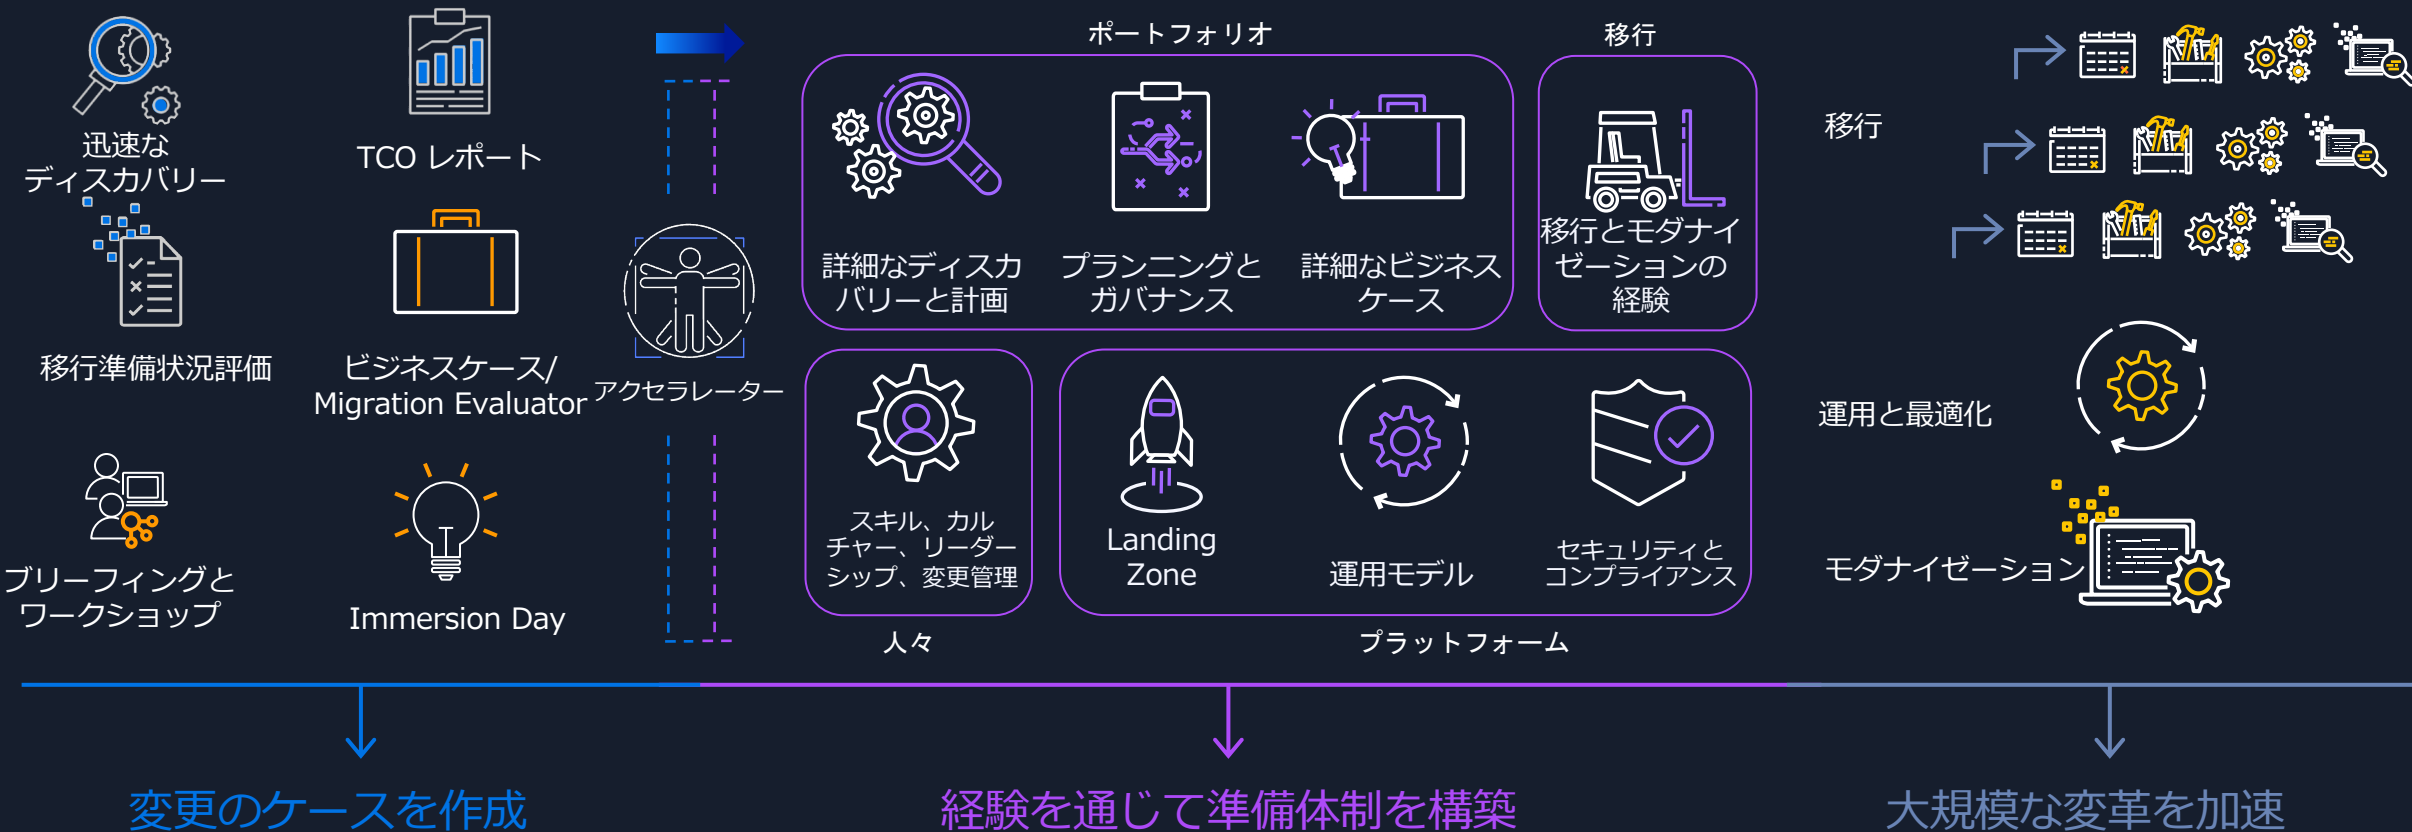 迅速な
ディスカバリー
TCO レポート
移行準備状況評価
ビジネスケース/
Migration Evaluator
ブリーフィングと
ワークショップ
Immersion Day
アクセラレーター
ポートフォリオ
詳細なディスカ
バリーと計画
プランニングと
ガバナンス
詳細なビジネス
ケース
移行
移行とモダナイ
ゼーションの
経験
スキル、カル
チャー、リーダー
シップ、変更管理
人々
Landing
Zone
運用モデル
セキュリティと
コンプライアンス
プラットフォーム
移行
運用と最適化
モダナイゼーション
変更のケースを作成
経験を通じて準備体制を構築
大規模な変革を加速